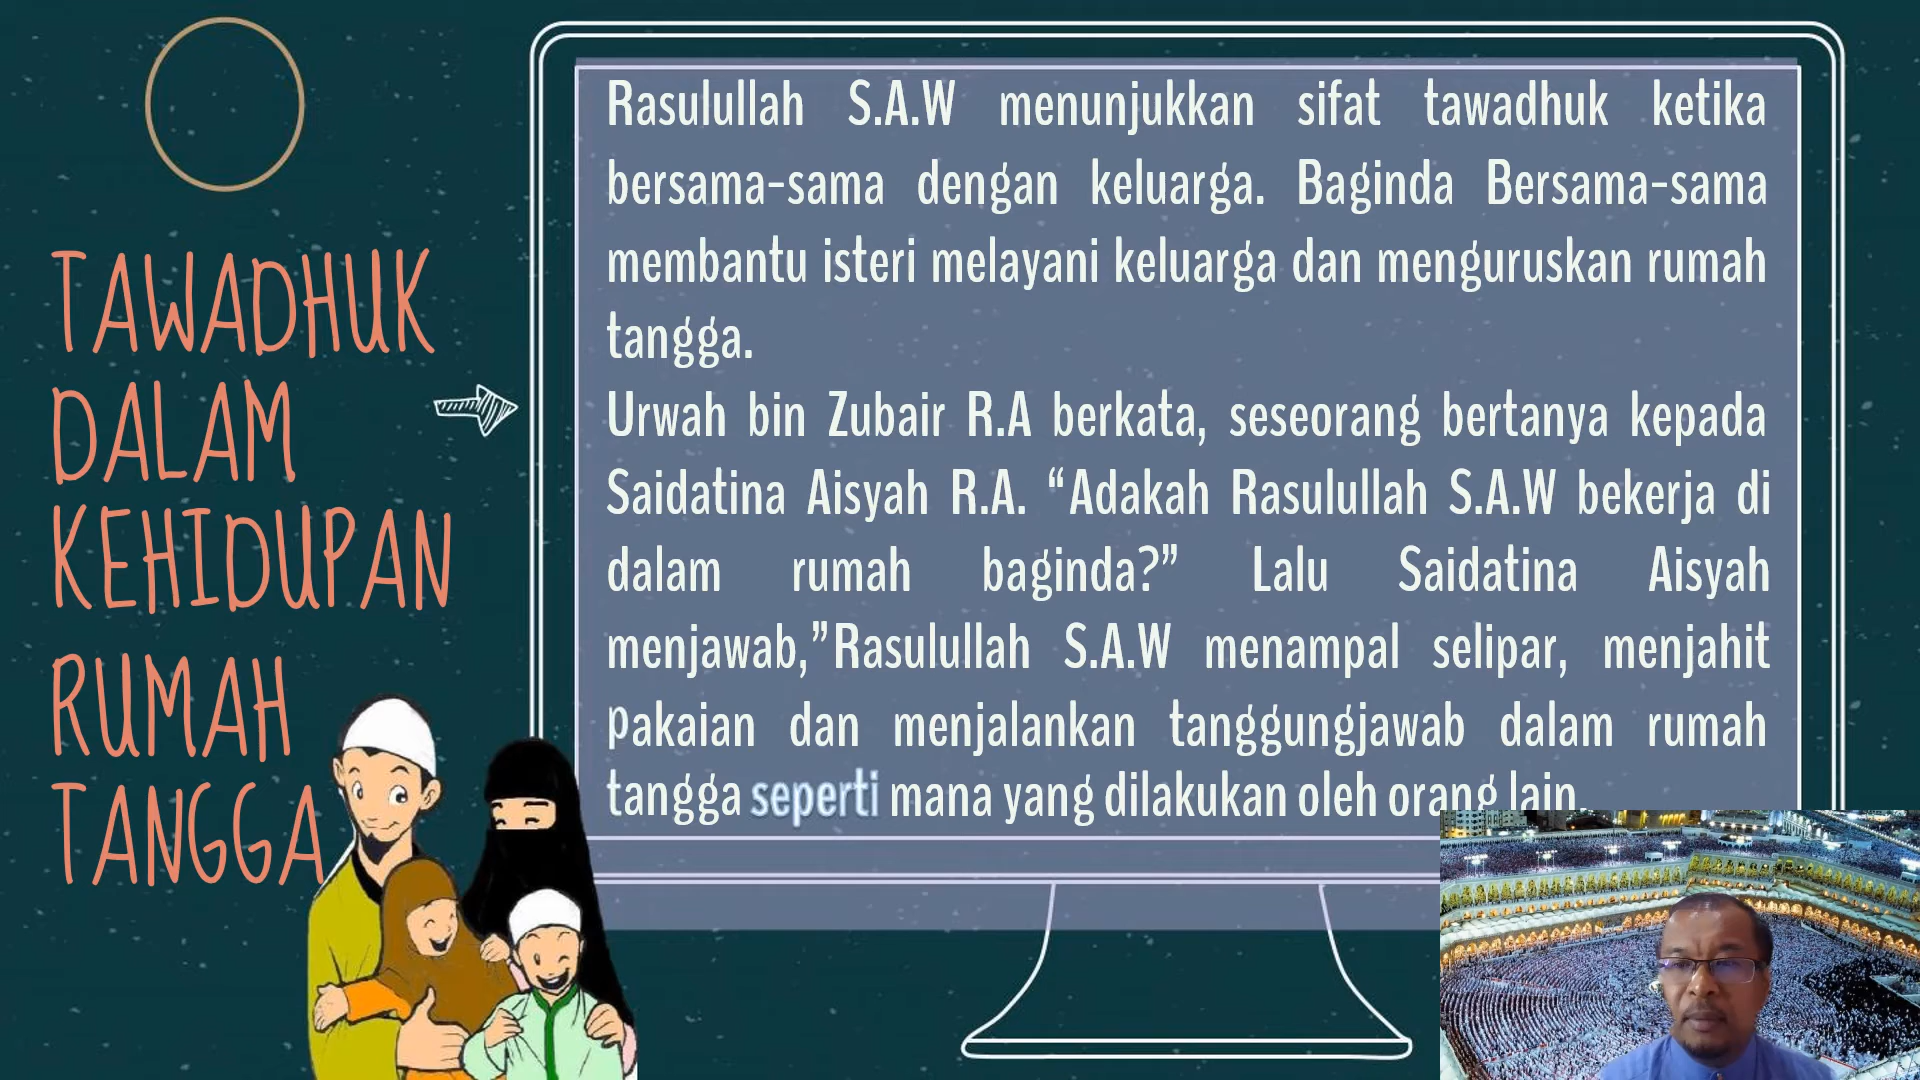 TAWADHUK
DALAM
KEHIDUPAN
RUMAH
TANGGA
Rasulullah S.A.W menunjukkan sifat tawadhuk ketika
bersama-sama dengan keluarga. Baginda Bersama-sama
membantu isteri melayani keluarga dan menguruskan rumah
tangga.
Urwah bin Zubair R.A berkata, seseorang bertanya kepada
Saidatina Aisyah R.A. “Adakah Rasulullah S.A.W bekerja di
dalam rumah baginda?” Lalu Saidatina Aisyah
menjawab,”Rasulullah S.A.W menampal selipar, menjahit
pakaian dan menjalankan tanggungjawab dalam rumah
tangga seperti mana yang dilakukan oleh orang lain.